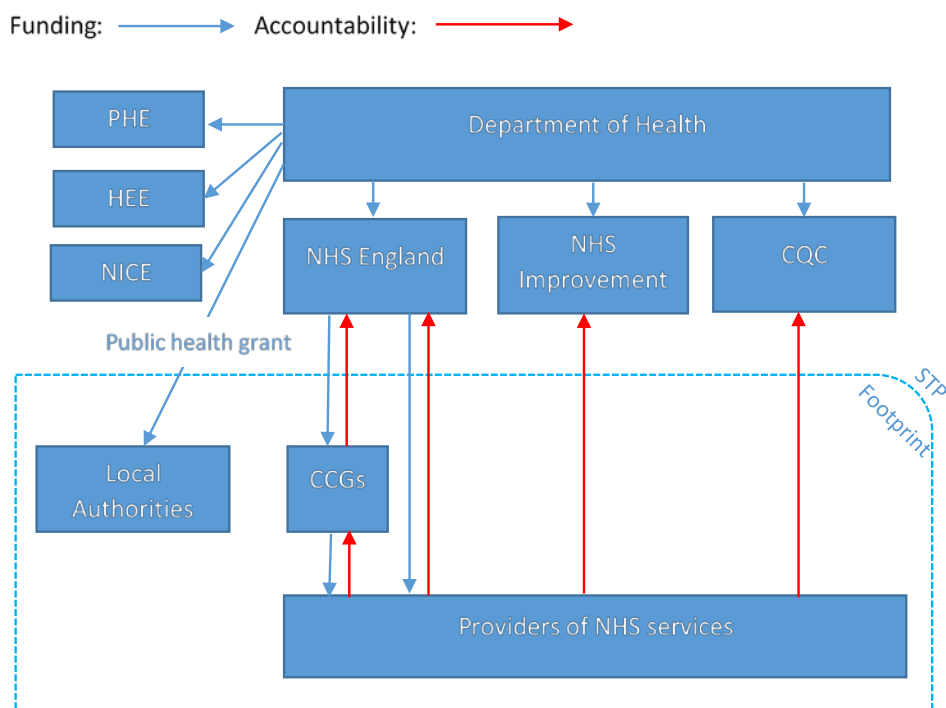 Funding: Accountability:
PHE
Department of Health
HEE
NHS England
NHS
Improvement
CQC
NICE
Public health grant
STP
Footprint
Local
Authorities
CCGs
Providers of NHS services